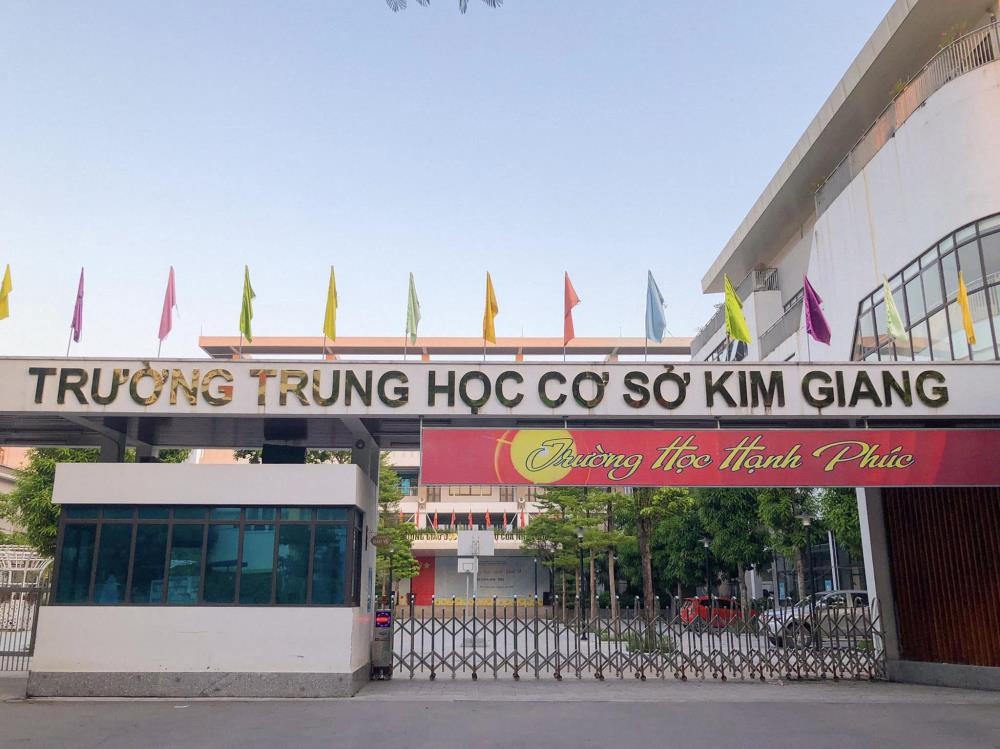 TRƯỜNG TRUNG HỌC CƠ SỞ KIM GIANG
Trường Học Hạnh Phúc